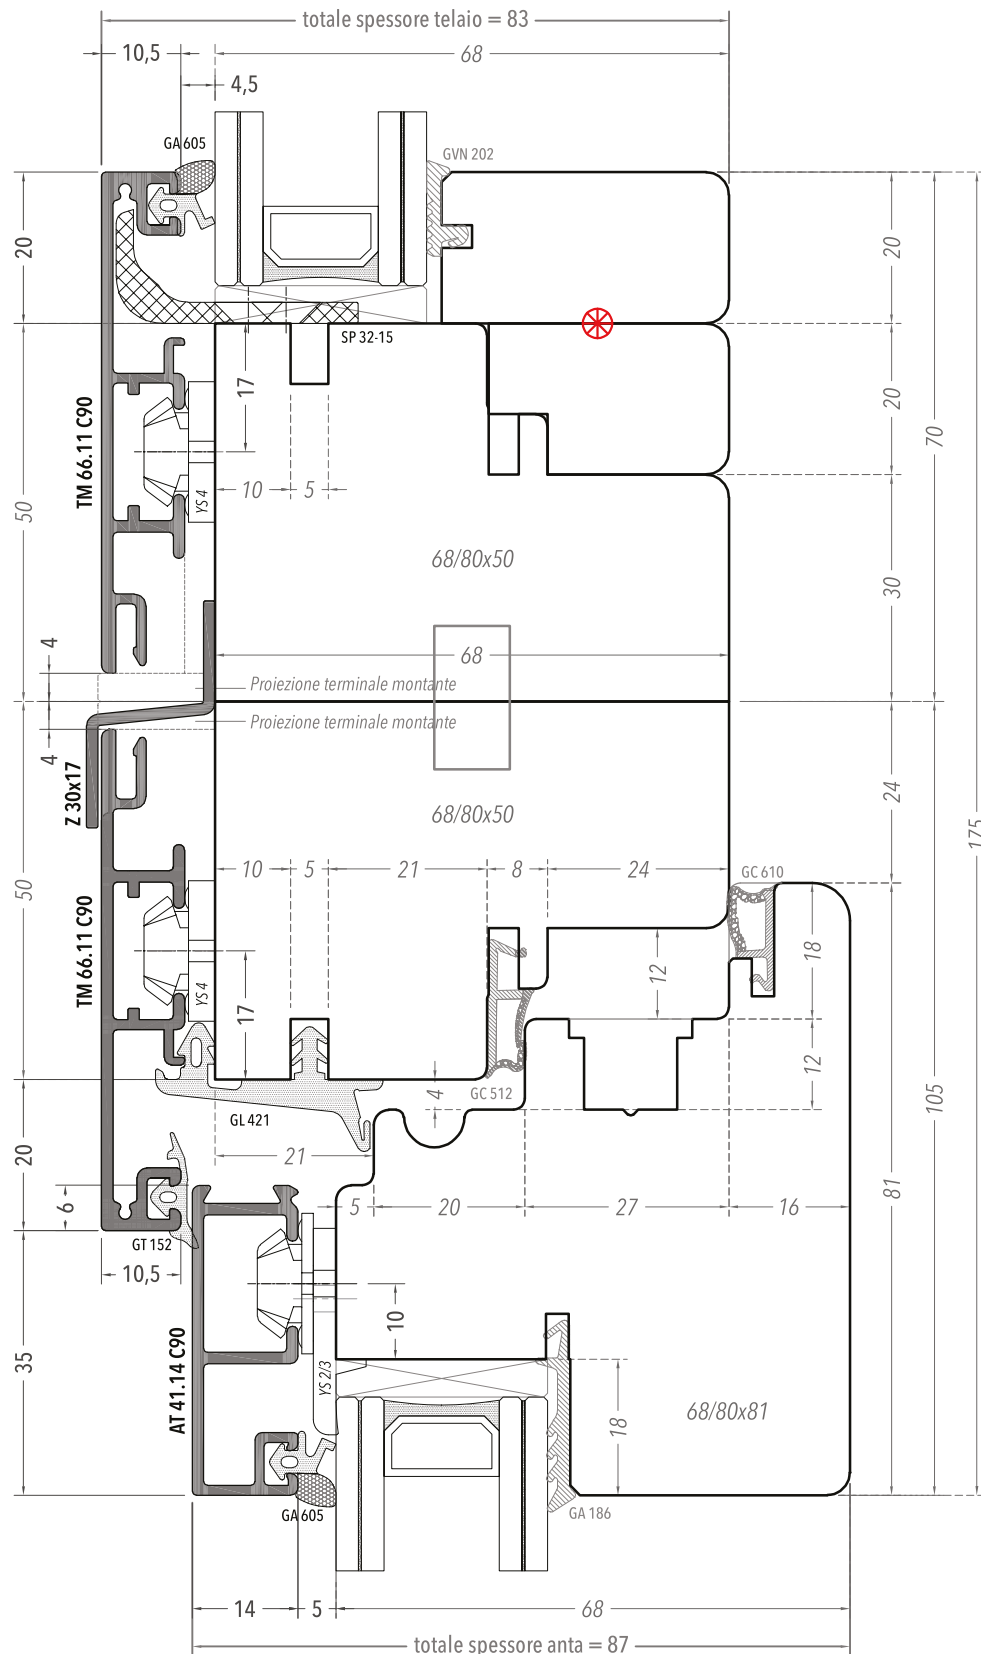 totale spessore telaio = 83
10,5
68
4,5
GA 605
GVN 202
20
20
SP 32-15
17
TM 66.11 C90
20
70
YS 4
10
5
50
68/80x50
30
4
68
Proiezione terminale montante
Proiezione terminale montante
4
Z 30x17
24
68/80x50
175
10
5
21
8
24
GC 610
50
TM 66.11 C90
12
18
YS 4
17
12
4
GC 512
105
GL 421
20
21
81
6
5
20
27
16
GT 152
10,5
10
35
AT 41.14 C90
YS 2/3
18
68/80x81
GA 605
GA 186
14
5
68
totale spessore anta = 87